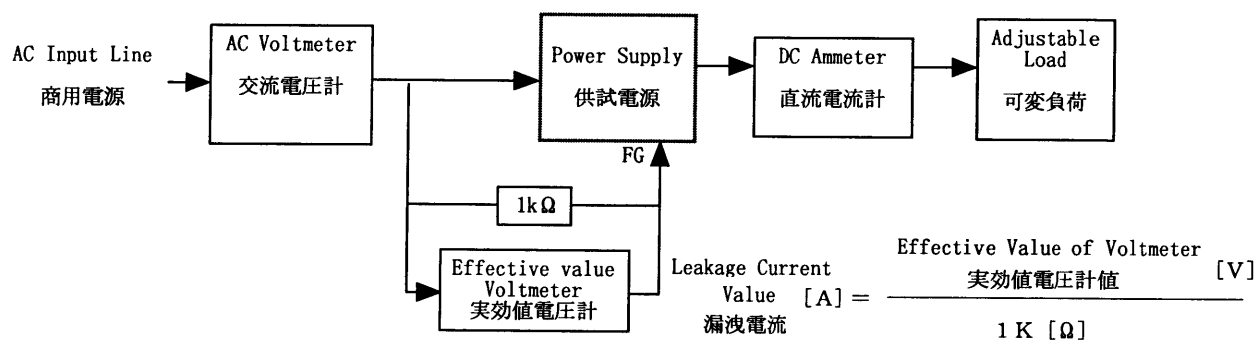 AC Input Line
商用電源
AC Voltmeter
交流電圧計
Power Supply
供試電源
DC Ammeter
直流電流計
Adjustable
Load
可変負荷
FG
1kΩ
Effective value
Voltmeter
実効値電圧計
Leakage Current
Value [A] =
漏洩電流
Effective Value of Voltmeter
実効値電圧計値 [V]
1 K [Ω]